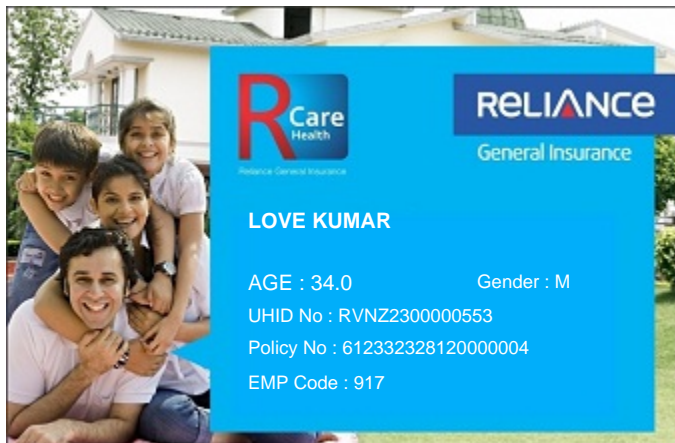 R Care
Health
Reliance General Insurance
RELIANCE
General Insurance
LOVE KUMAR
AGE : 34.0 Gender : M
UHID No : RVNZ2300000553
Policy No : 612332328120000004
EMP Code : 917